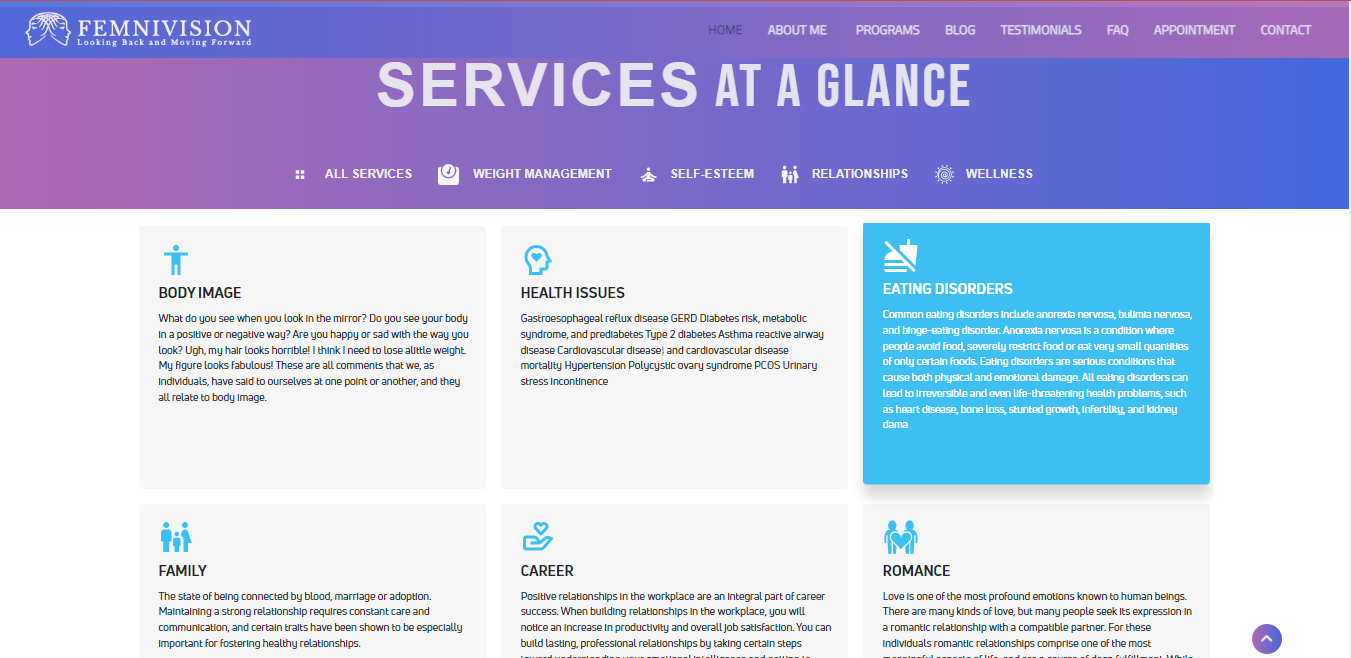 FEMNIVISION
Looking Back and Moving Forward
HOME ABOUT ME PROGRAMS BLOG TESTIMONIALS FAQ APPOINTMENT CONTACT
SERVICES AT A GLANCE
ALL SERVICES WEIGHT MANAGEMENT SELF-ESTEEM RELATIONSHIPS WELLNESS
BODY IMAGE
What do you see when you look in the mirror? Do you see your body
in a positive or negative way? Are you happy or sad with the way you
look? Ugh, my hair looks horrible! I think I need to lose alittle weight.
My figure looks fabulous! These are all comments that we, as
individuals, have said to ourselves at one point or another, and they
all relate to body image.
HEALTH ISSUES
Gastroesophageal reflux disease GERD Diabetes risk, metabolic
syndrome, and prediabetes Type 2 diabetes Asthma reactive airway
disease Cardiovascular disease) and cardiovascular disease
mortality Hypertension Polycystic ovary syndrome PCOS Urinary
stress incontinence
EATING DISORDERS
Common eating disorders include anorexia nervosa, bulimia nervosa,
and binge-eating disorder. Anorexia nervosa is a condition where
people avoid food, severely restrict food or eat very small quantities
of only certain foods. Eating disorders are serious conditions that
cause both physical and emotional damage. All eating disorders can
lead to irreversible and even life-threatening health problems, such
as heart disease, bone loss, stunted growth, infertility, and kidney
dama
FAMILY
The state of being connected by blood, marriage or adoption.
Maintaining a strong relationship requires constant care and
communication, and certain traits have been shown to be especially
important for fostering healthy relationships.
CAREER
Positive relationships in the workplace are an integral part of career
success. When building relationships in the workplace, you will
notice an increase in productivity and overall job satisfaction. You can
build lasting, professional relationships by taking certain steps
ROMANCE
Love is one of the most profound emotions known to human beings.
There are many kinds of love, but many people seek its expression in
a romantic relationship with a compatible partner. For these
individuals romantic relationships comprise one of the most